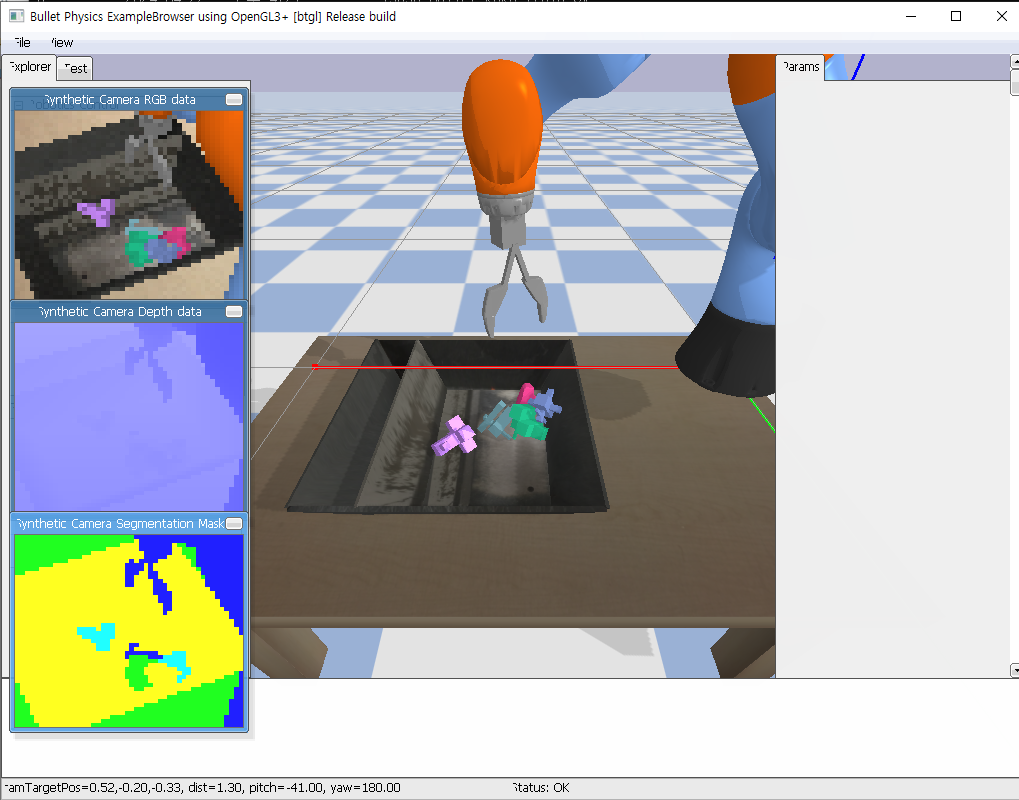 Bullet Physics ExampleBrowser using OpenGL3+ [btgl] Release build
File View
Explorer Test Params
Synthetic Camera RGB data
Synthetic Camera Depth data
Synthetic Camera Segmentation Mask
amTargetPos=0.52,-0.20,-0.33, dist=1.30, pitch=-41.00, yaw=180.00 Status: OK